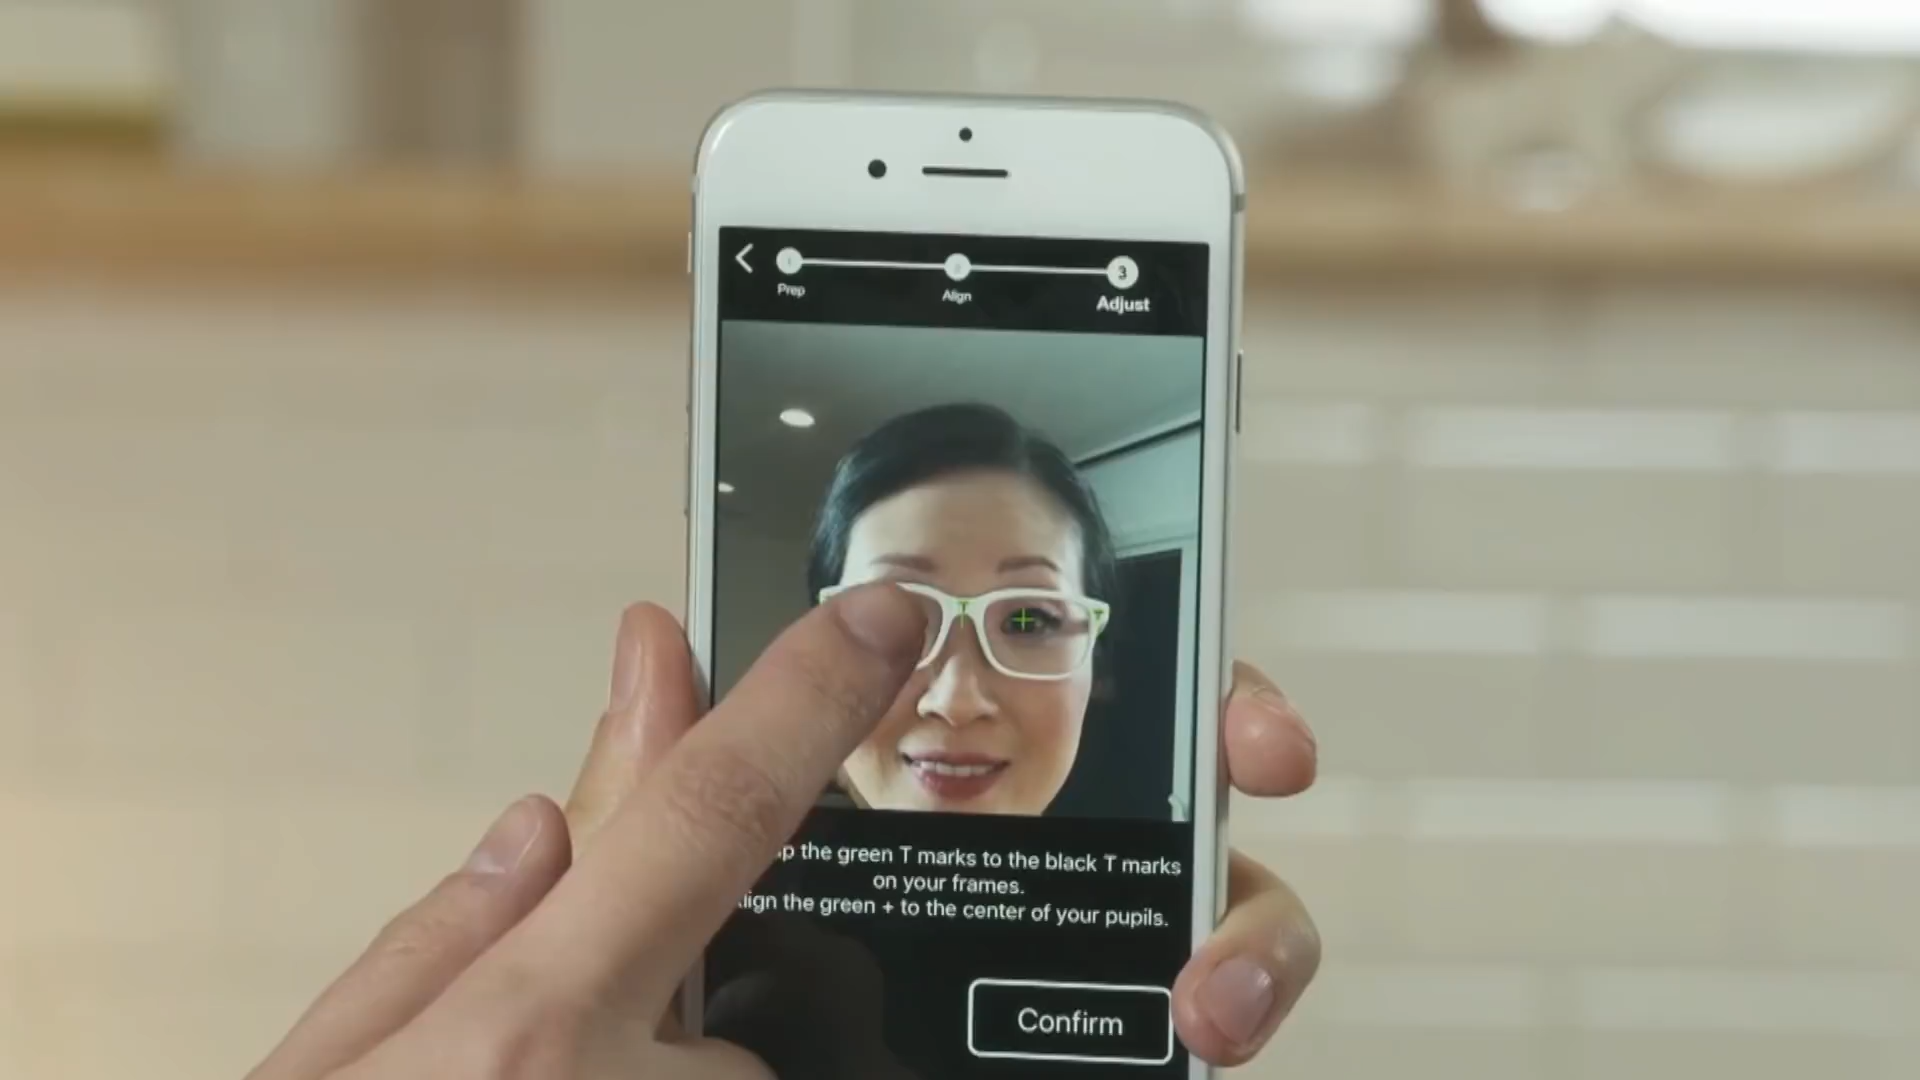 3
Prep
Align
Adjust
the green T marks to the black T marks
on your frames.
the green + to the center of your pupils.
Confirm